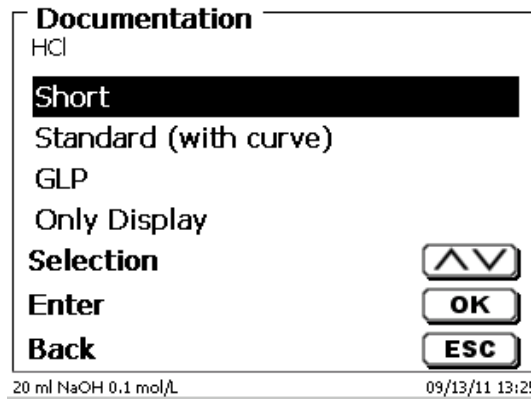 Documentation
HCl
Short
Standard (with curve)
GLP
Only Display
Selection
Enter OK
Back ESC
20 ml NaOH 0.1 mol/L 09/13/11 13:25